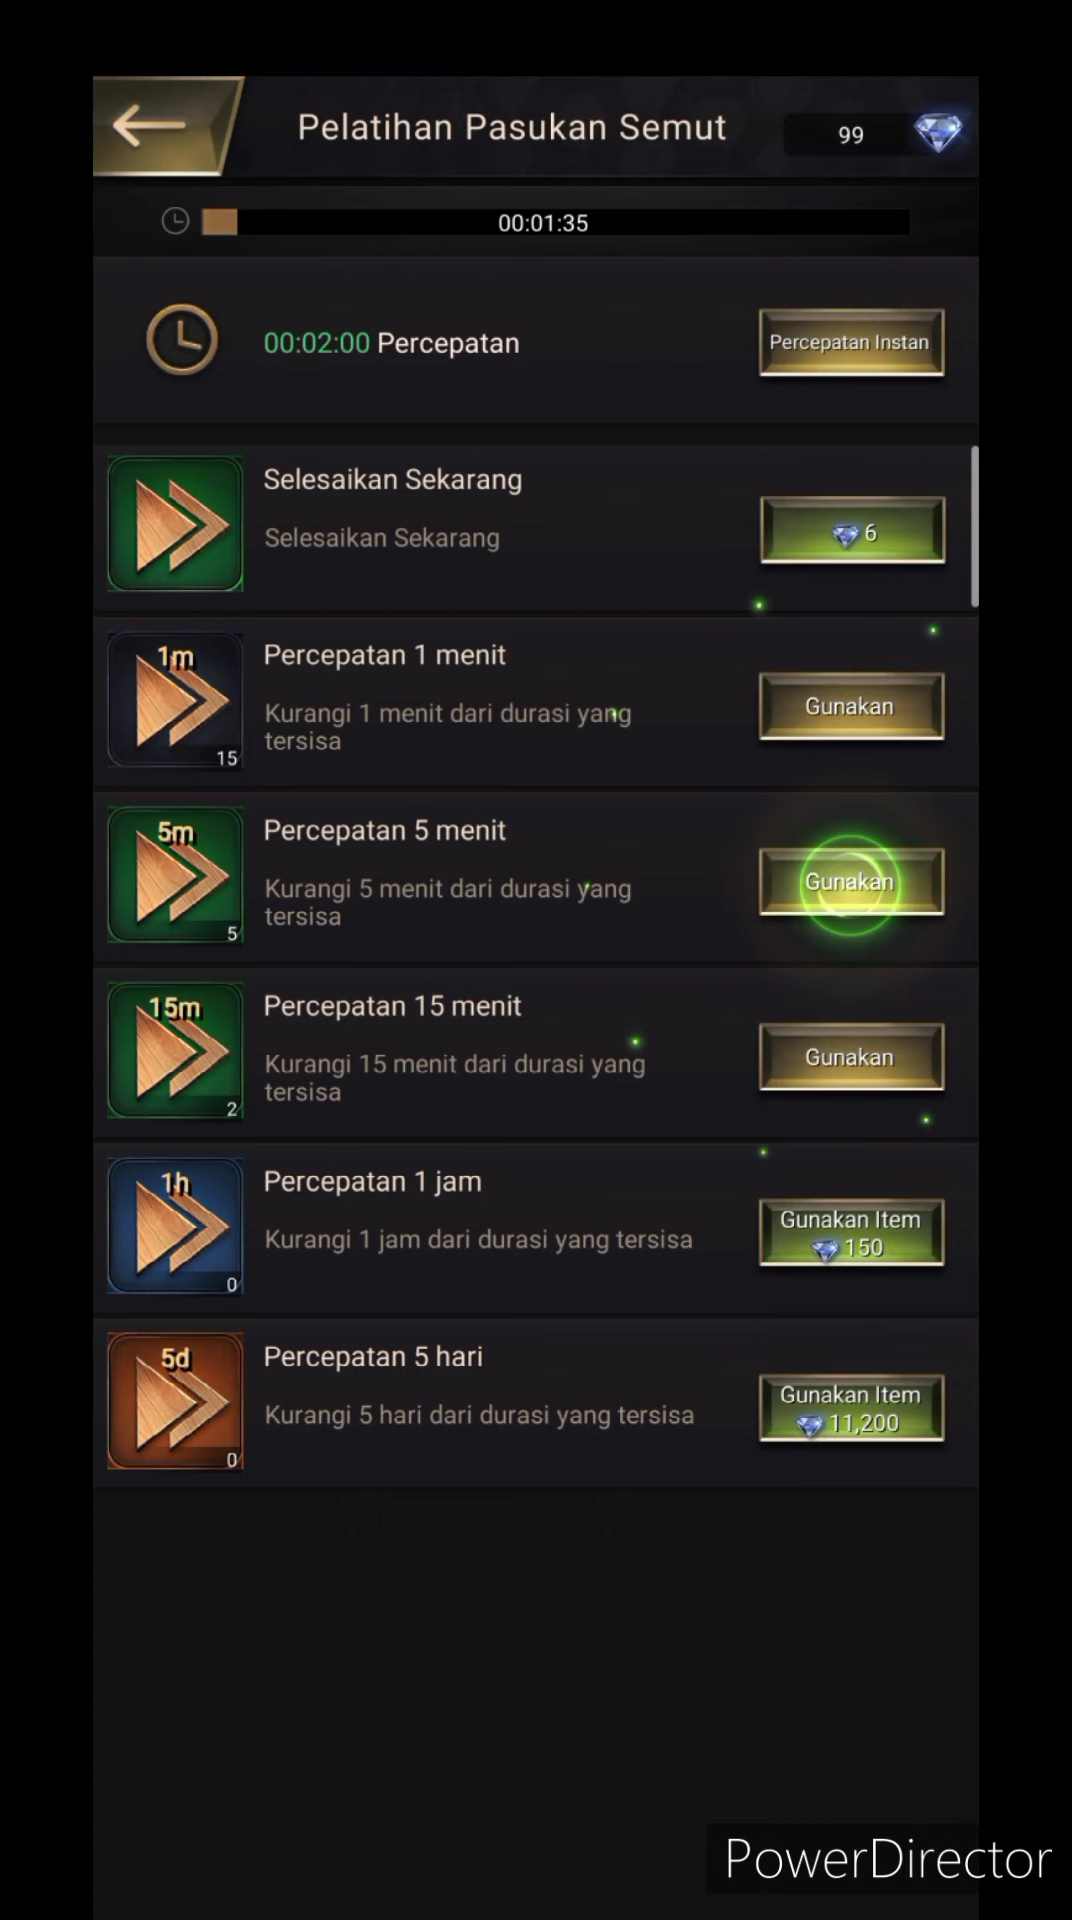 Pelatihan Pasukan Semut
99
00:01:35
00:02:00 Percepatan
Percepatan Instan
Selesaikan Sekarang
Selesaikan Sekarang
6
1m
15
Percepatan 1 menit
Kurangi 1 menit dari durasi yang
tersisa
Gunakan
5m
5
Percepatan 5 menit
Kurangi 5 menit dari durasi yang
tersisa
Gunakan
15m
2
Percepatan 15 menit
Kurangi 15 menit dari durasi yang
tersisa
Gunakan
1h
0
Percepatan 1 jam
Kurangi 1 jam dari durasi yang tersisa
Gunakan Item
150
5d
0
Percepatan 5 hari
Kurangi 5 hari dari durasi yang tersisa
Gunakan Item
11,200
PowerDirector